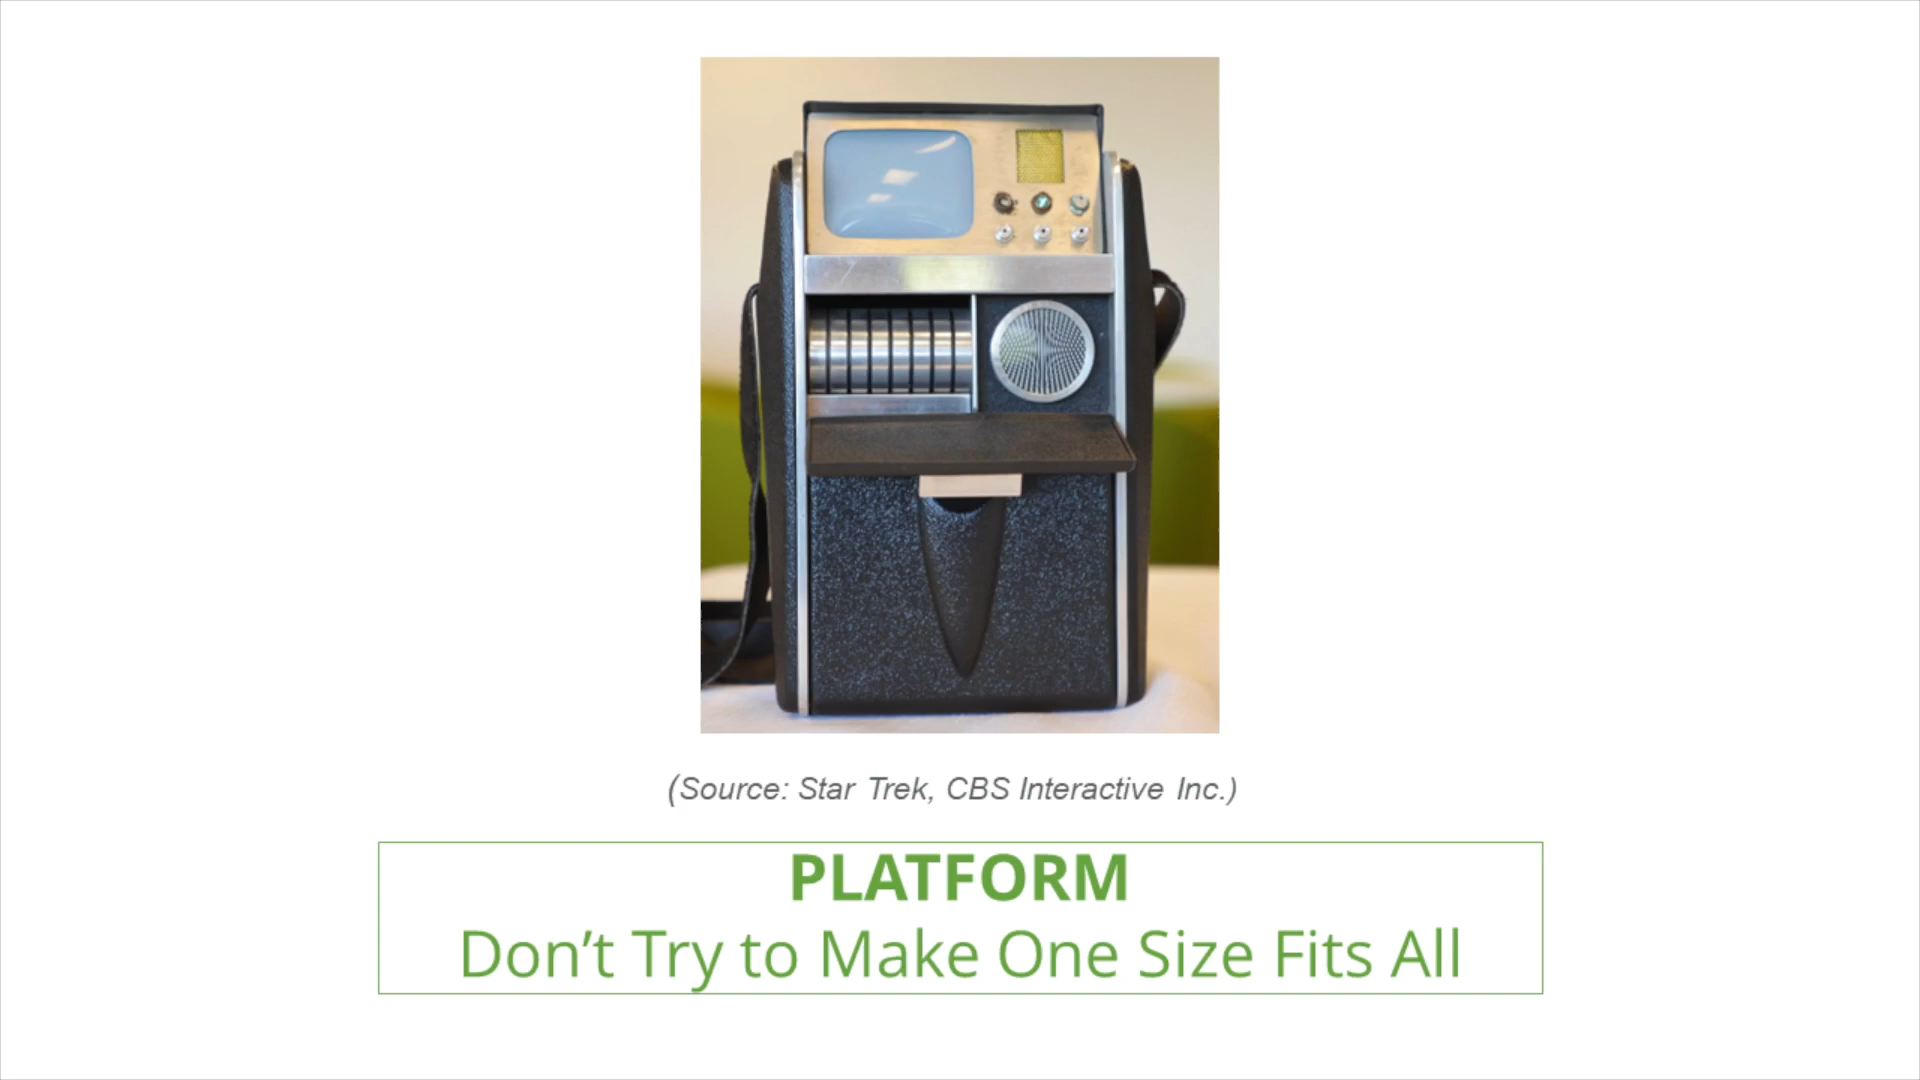 (Source: Star Trek, CBS Interactive Inc.)
PLATFORM
Don’t Try to Make One Size Fits All